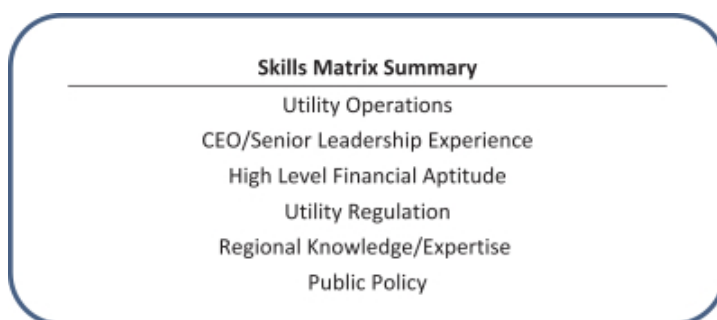 Skills Matrix Summary
Utility Operations
CEO/Senior Leadership Experience
High Level Financial Aptitude
Utility Regulation
Regional Knowledge/Expertise
Public Policy